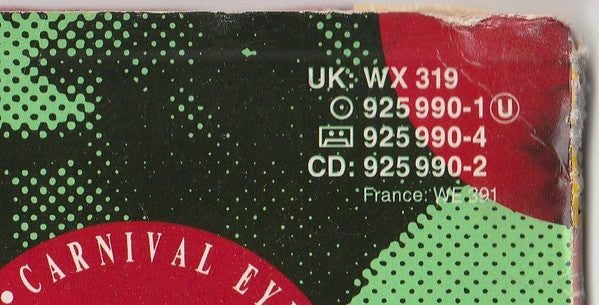 UK: WX 319
925 990-1 U
925 990-4
CD: 925 990-2
France: WE 391
• CARNIVAL EY